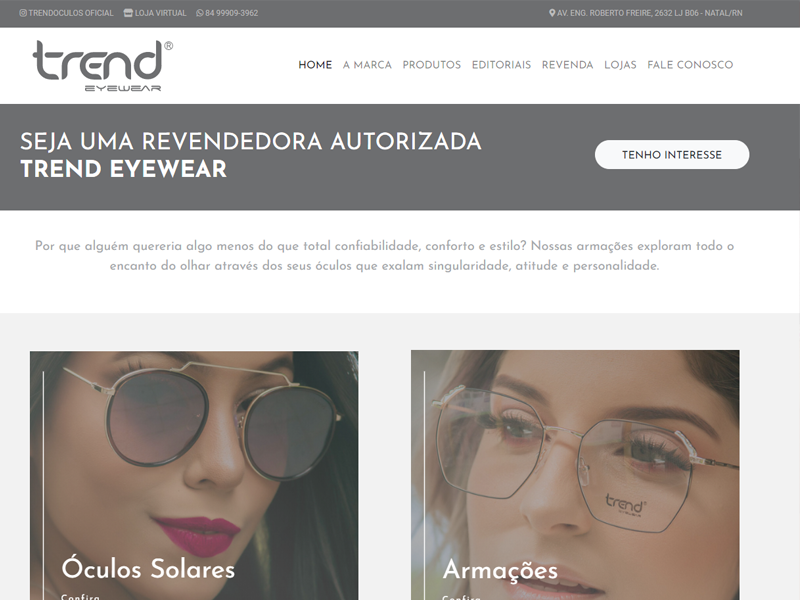 TRENDOCULOS OFICIAL LOJA VIRTUAL 84 99909-3962 AV. ENG. ROBERTO FREIRE, 2632 LJ B06 - NATAL/RN
trend®
EYEWEAR
HOME A MARCA PRODUTOS EDITORIAIS REVENDA LOJAS FALE CONOSCO
SEJA UMA REVENDEDORA AUTORIZADA
TREND EYEWEAR
TENHO INTERESSE
Por que alguém quereria algo menos do que total confiabilidade, conforto e estilo? Nossas armações exploram todo o
encanto do olhar através dos seus óculos que exalam singularidade, atitude e personalidade.
trend®
EYEWEAR
Óculos Solares
Confira
Armações
Confira